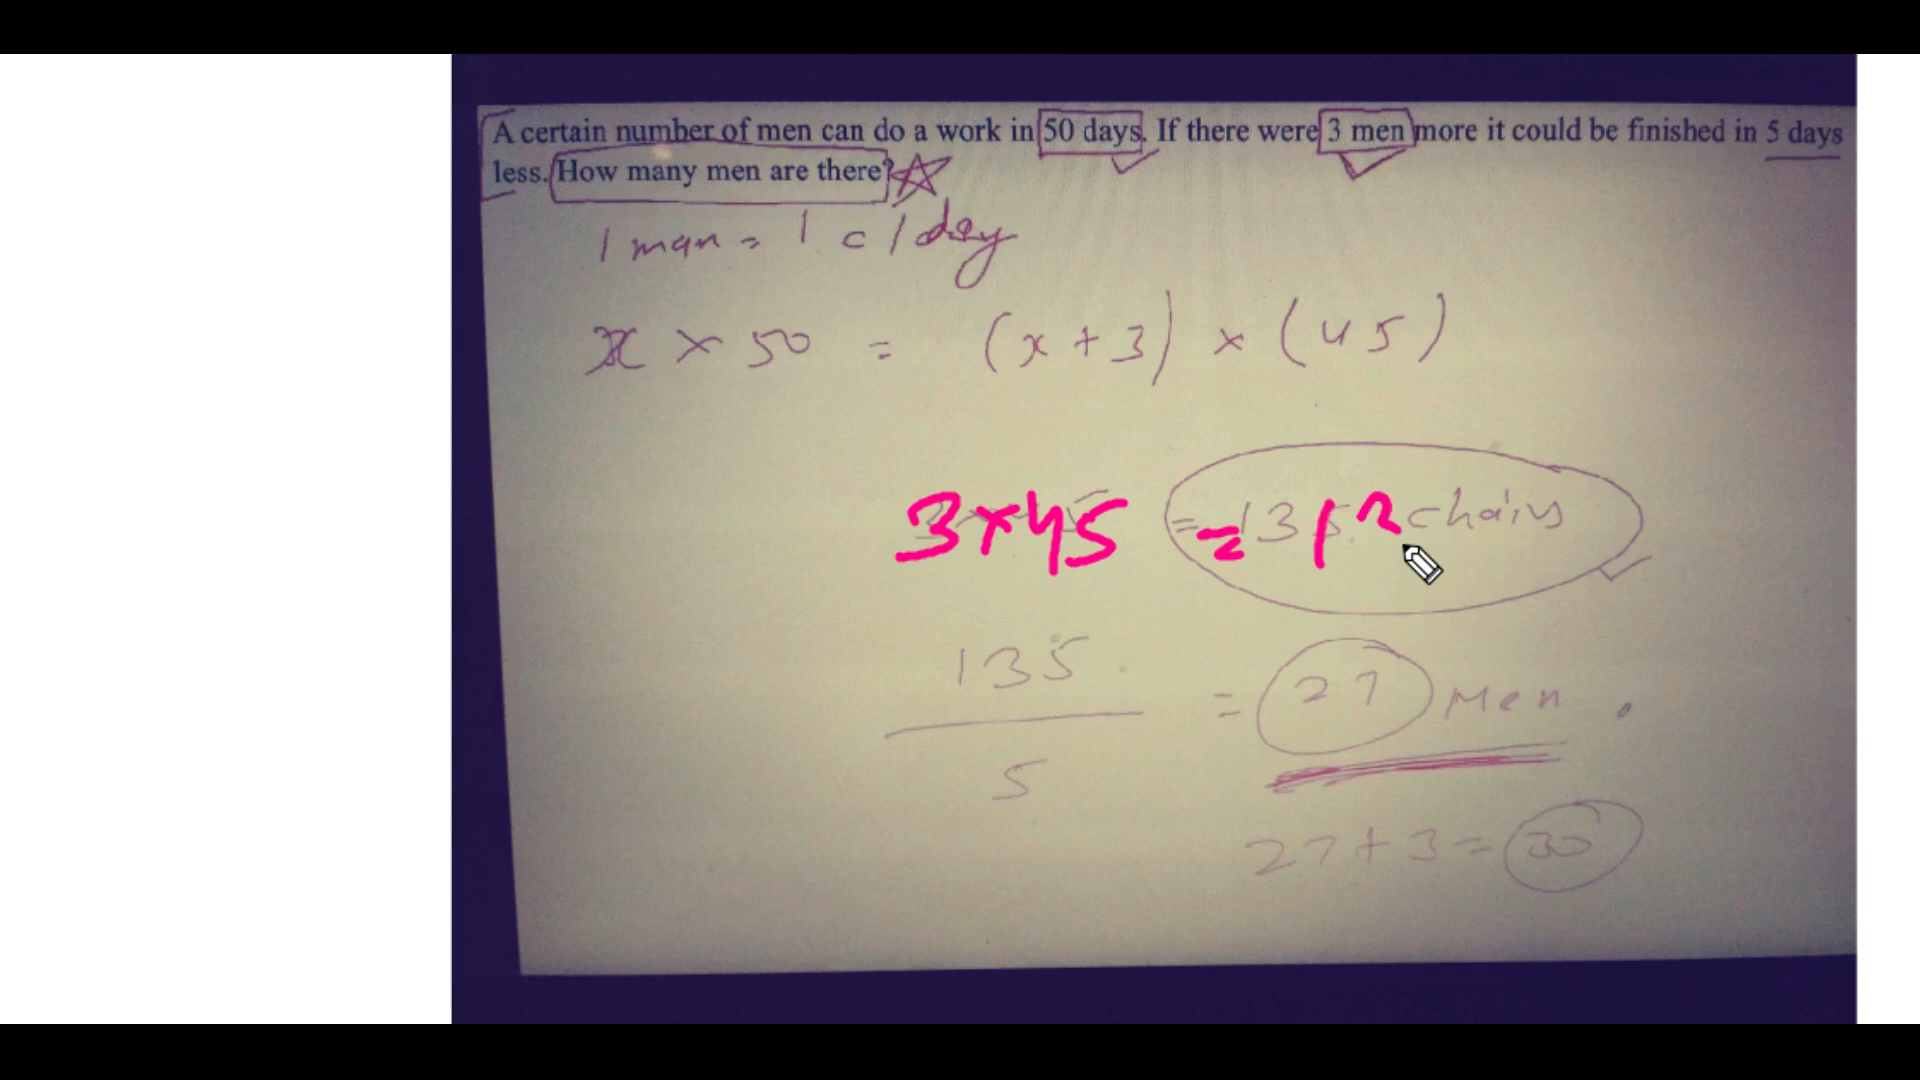 A certain number of men can do a work in 50 days. If there were 3 men more it could be finished in 5 days
less. How many men are there?
1 man = 1 c / day
x × 50 = (x + 3) × (45)
3×45 = 135 chairs
135 / 5 = 27 Men.
27 + 3 = 30